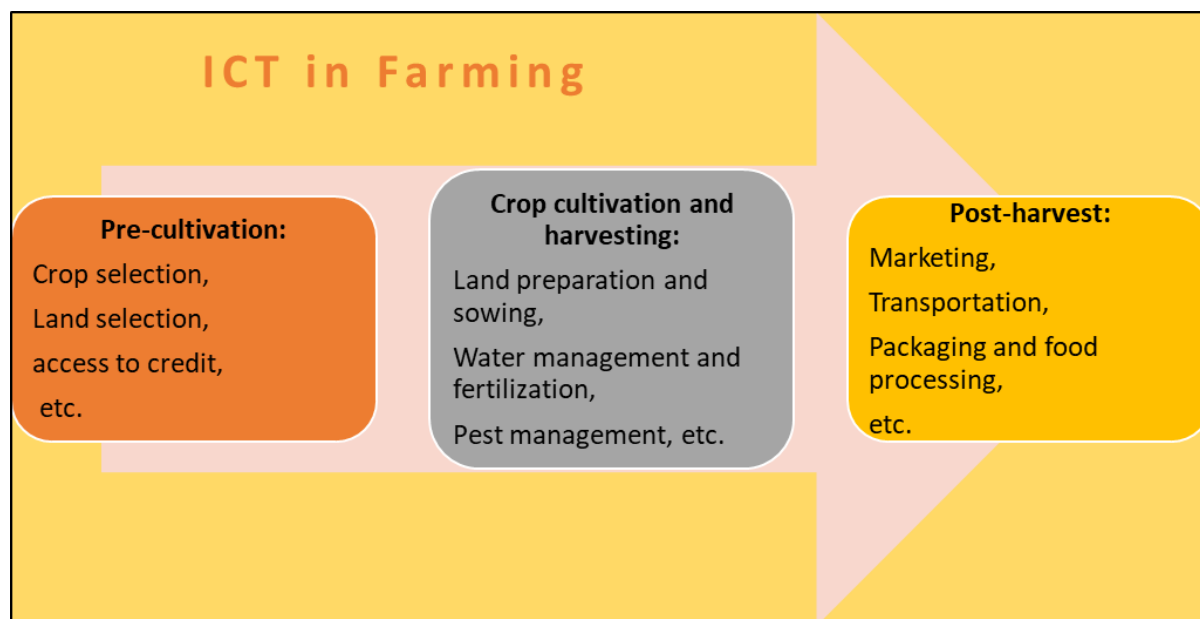 ICT in Farming
Pre-cultivation:
Crop selection,
Land selection,
access to credit,
etc.
Crop cultivation and
harvesting:
Land preparation and
sowing,
Water management and
fertilization,
Pest management, etc.
Post-harvest:
Marketing,
Transportation,
Packaging and food
processing,
etc.